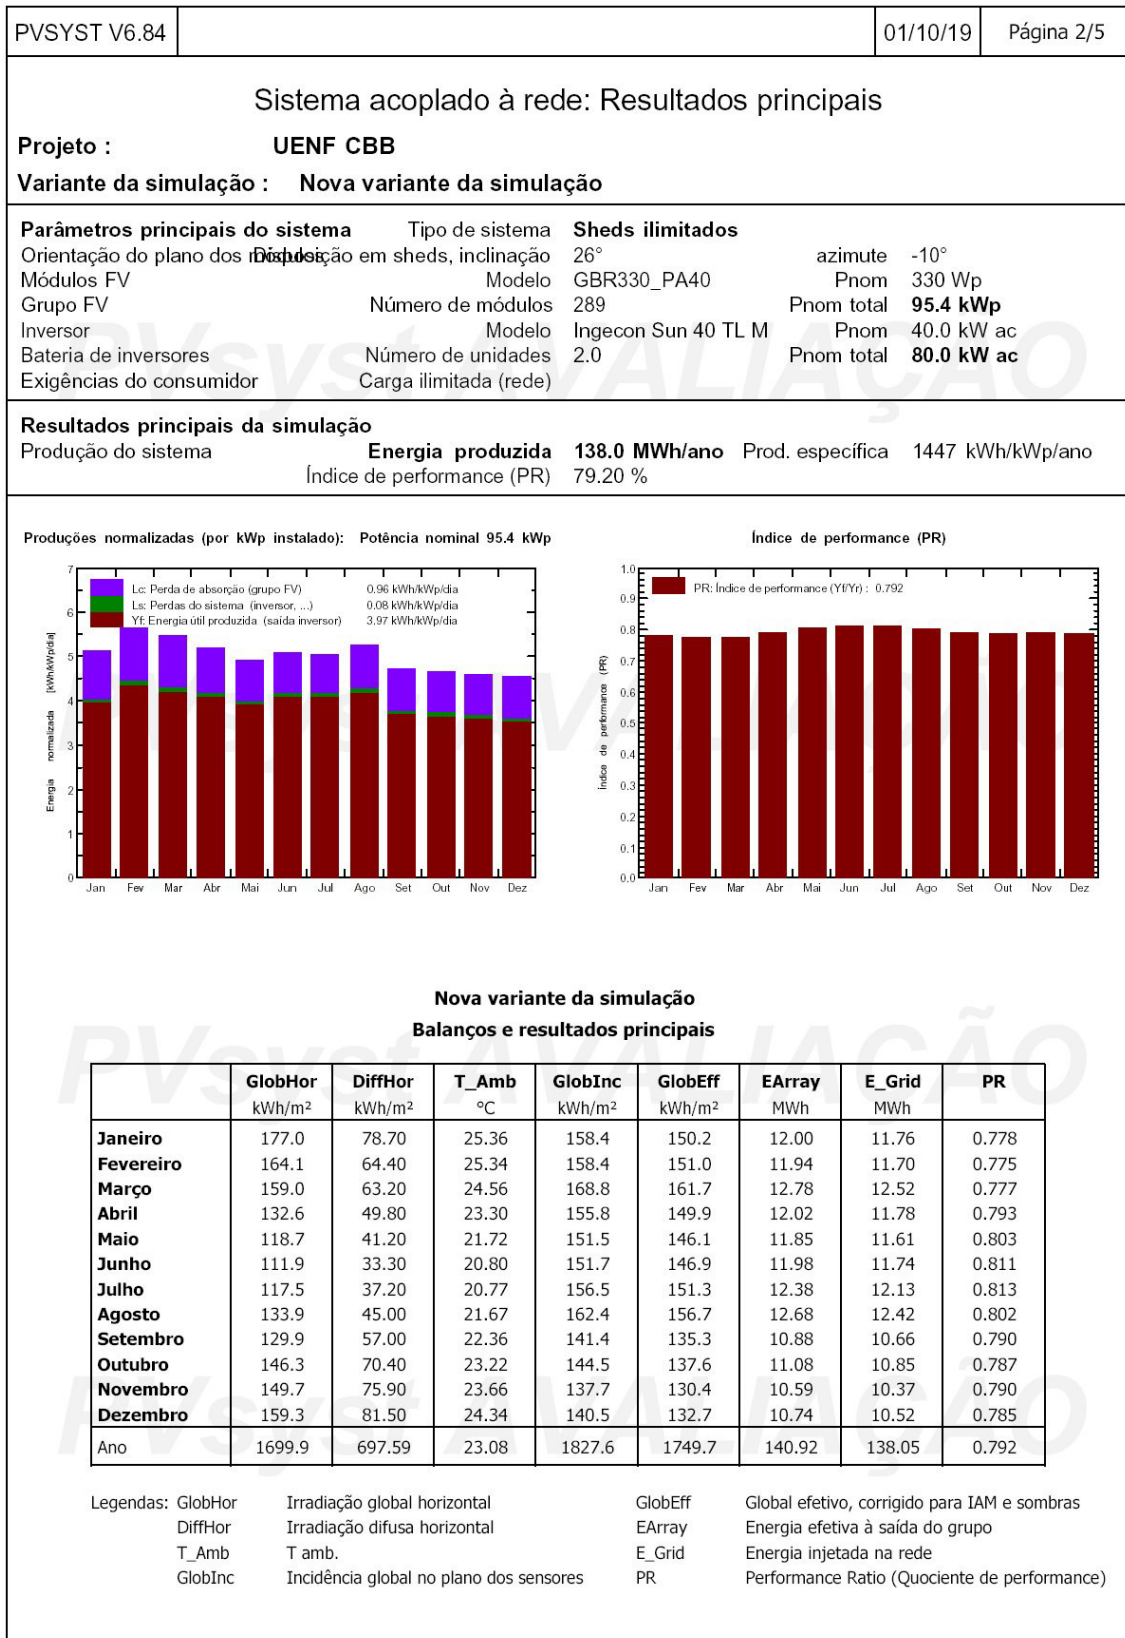 PVSYST V6.84 01/10/19 Página 2/5
Sistema acoplado à rede: Resultados principais
Projeto : UENF CBB
Variante da simulação : Nova variante da simulação
Parâmetros principais do sistema Tipo de sistema Sheds ilimitados
Orientação do plano dos módulos Disposição em sheds, inclinação 26° azimute -10°
Módulos FV Modelo GBR330_PA40 Pnom 330 Wp
Grupo FV Número de módulos 289 Pnom total 95.4 kWp
Inversor Modelo Ingecon Sun 40 TL M Pnom 40.0 kW ac
Bateria de inversores Número de unidades 2.0 Pnom total 80.0 kW ac
Exigências do consumidor Carga ilimitada (rede)
PVsyst AVALIAÇÃO
Resultados principais da simulação
Produção do sistema Energia produzida 138.0 MWh/ano Prod. específica 1447 kWh/kWp/ano
Índice de performance (PR) 79.20 %
Produções normalizadas (por kWp instalado): Potência nominal 95.4 kWp
Energia normalizada [kWh/kWp/dia]
7
6
5
4
3
2
1
0
Lc: Perda de absorção (grupo FV) 0.96 kWh/kWp/dia
Ls: Perdas do sistema (inversor, ...) 0.08 kWh/kWp/dia
Yf: Energia útil produzida (saída inversor) 3.97 kWh/kWp/dia
Jan Fev Mar Abr Mai Jun Jul Ago Set Out Nov Dez
Índice de performance (PR)
Índice de performance (PR)
1.0
0.9
0.8
0.7
0.6
0.5
0.4
0.3
0.2
0.1
0.0
PR: Índice de performance (Yf/Yr) : 0.792
Jan Fev Mar Abr Mai Jun Jul Ago Set Out Nov Dez
PVsyst AVALIAÇÃO
Nova variante da simulação
Balanços e resultados principais
PVsyst AVALIAÇÃO
GlobHor DiffHor T_Amb GlobInc GlobEff EArray E_Grid PR
kWh/m² kWh/m² °C kWh/m² kWh/m² MWh MWh
Janeiro 177.0 78.70 25.36 158.4 150.2 12.00 11.76 0.778
Fevereiro 164.1 64.40 25.34 158.4 151.0 11.94 11.70 0.775
Março 159.0 63.20 24.56 168.8 161.7 12.78 12.52 0.777
Abril 132.6 49.80 23.30 155.8 149.9 12.02 11.78 0.793
Maio 118.7 41.20 21.72 151.5 146.1 11.85 11.61 0.803
Junho 111.9 33.30 20.80 151.7 146.9 11.98 11.74 0.811
Julho 117.5 37.20 20.77 156.5 151.3 12.38 12.13 0.813
Agosto 133.9 45.00 21.67 162.4 156.7 12.68 12.42 0.802
Setembro 129.9 57.00 22.36 141.4 135.3 10.88 10.66 0.790
Outubro 146.3 70.40 23.22 144.5 137.6 11.08 10.85 0.787
Novembro 149.7 75.90 23.66 137.7 130.4 10.59 10.37 0.790
Dezembro 159.3 81.50 24.34 140.5 132.7 10.74 10.52 0.785
PVsyst AVALIAÇÃO
Ano 1699.9 697.59 23.08 1827.6 1749.7 140.92 138.05 0.792
Legendas: GlobHor Irradiação global horizontal GlobEff Global efetivo, corrigido para IAM e sombras
DiffHor Irradiação difusa horizontal EArray Energia efetiva à saída do grupo
T_Amb T amb. E_Grid Energia injetada na rede
GlobInc Incidência global no plano dos sensores PR Performance Ratio (Quociente de performance)